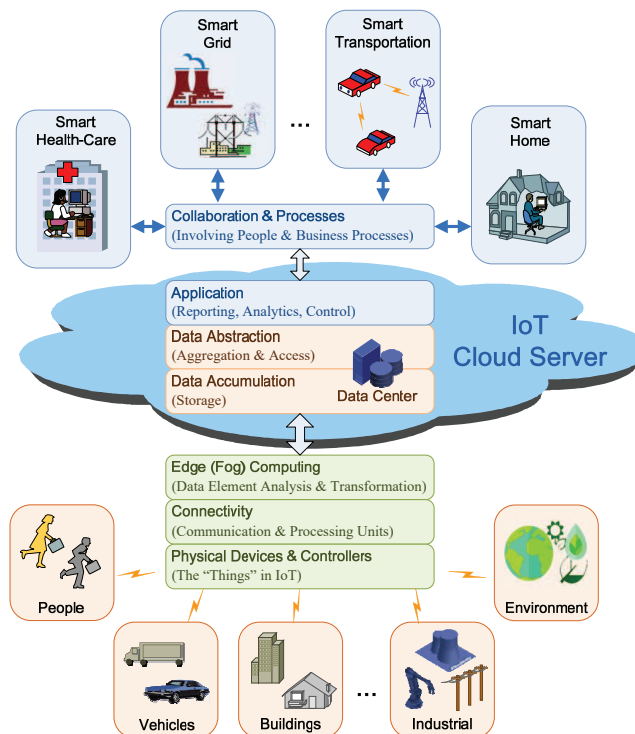 Smart
Grid
Smart
Transportation
...
Smart
Health-Care
Smart
Home
Collaboration & Processes
(Involving People & Business Processes)
Application
(Reporting, Analytics, Control)
Data Abstraction
(Aggregation & Access)
Data Accumulation
(Storage)
Data Center
IoT
Cloud Server
Edge (Fog) Computing
(Data Element Analysis & Transformation)
Connectivity
(Communication & Processing Units)
Physical Devices & Controllers
(The “Things” in IoT)
People
Environment
Vehicles
Buildings
...
Industrial